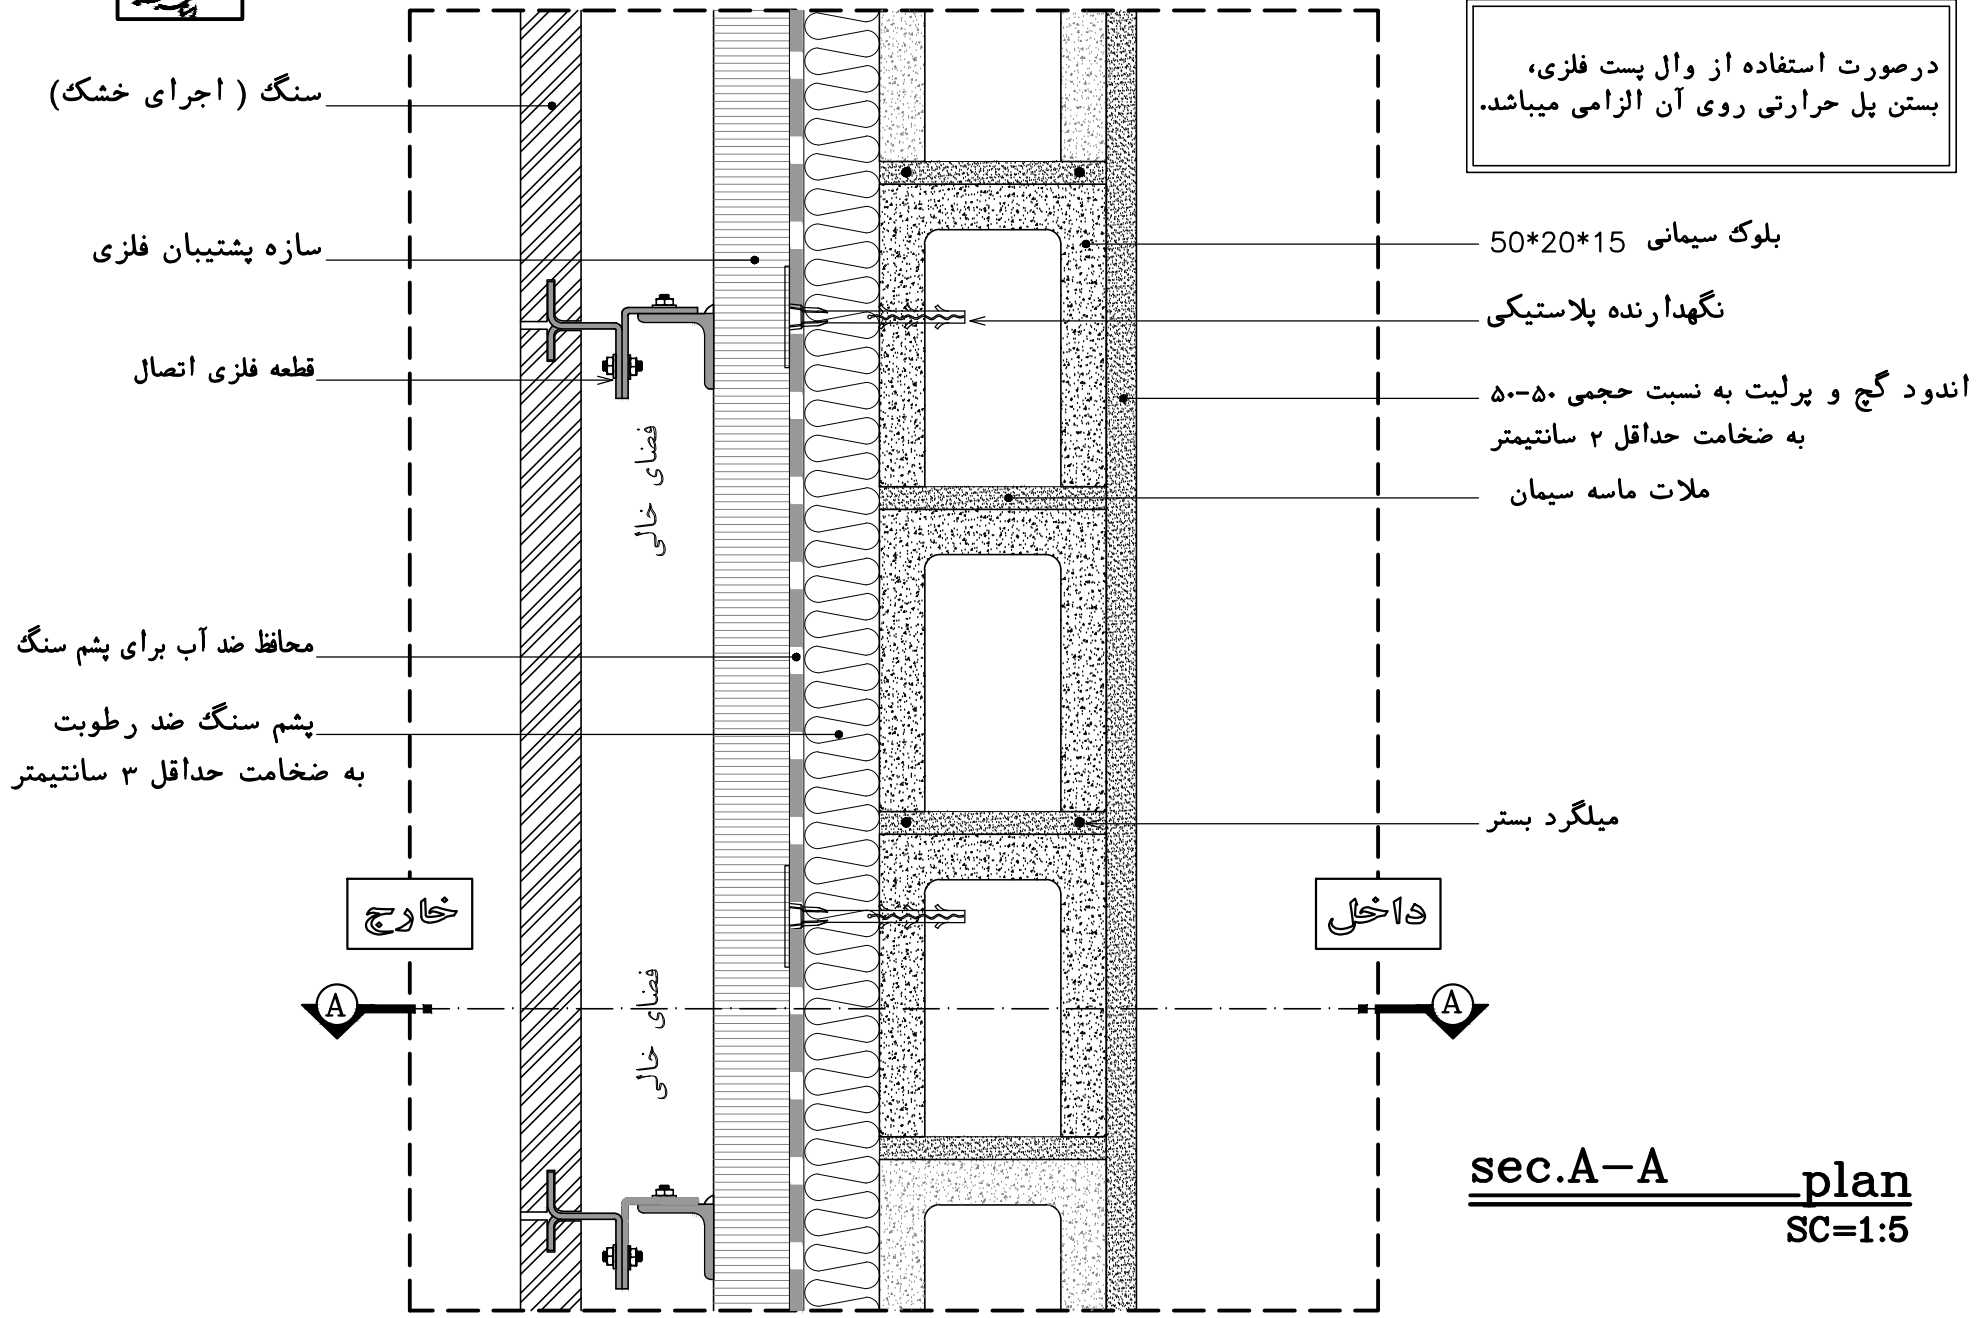 درصورت استفاده از وال پست فلزی،
بستن پل حرارتی روی آن الزامی میباشد.
سنگ ( اجرای خشک)
سازه پشتیبان فلزی
قطعه فلزی اتصال
محافظ ضد آب برای پشم سنگ
پشم سنگ ضد رطوبت
به ضخامت حداقل ۳ سانتیمتر
فضای خالی
فضای خالی
بلوک سیمانی 50*20*15
نگهدارنده پلاستیکی
اندود گچ و پرلیت به نسبت حجمی ۵۰-۵۰
به ضخامت حداقل ۲ سانتیمتر
ملات ماسه سیمان
میلگرد بستر
خارج
داخل
A
A
sec.A-A plan
SC=1:5